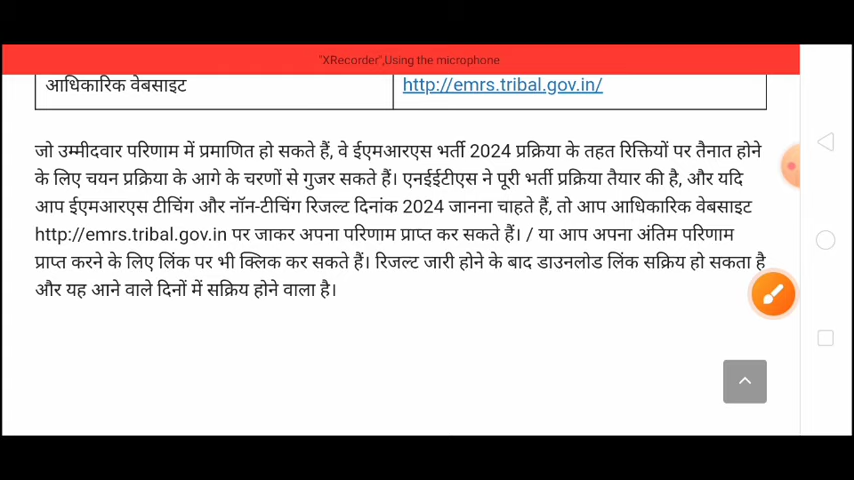 "XRecorder",Using the microphone
आधिकारिक वेबसाइट http://emrs.tribal.gov.in/
जो उम्मीदवार परिणाम में प्रमाणित हो सकते हैं, वे ईएमआरएस भर्ती 2024 प्रक्रिया के तहत रिक्तियों पर तैनात होने
के लिए चयन प्रक्रिया के आगे के चरणों से गुजर सकते हैं। एनईईटीएस ने पूरी भर्ती प्रक्रिया तैयार की है, और यदि
आप ईएमआरएस टीचिंग और नॉन-टीचिंग रिजल्ट दिनांक 2024 जानना चाहते हैं, तो आप आधिकारिक वेबसाइट
http://emrs.tribal.gov.in पर जाकर अपना परिणाम प्राप्त कर सकते हैं। / या आप अपना अंतिम परिणाम
प्राप्त करने के लिए लिंक पर भी क्लिक कर सकते हैं। रिजल्ट जारी होने के बाद डाउनलोड लिंक सक्रिय हो सकता है
और यह आने वाले दिनों में सक्रिय होने वाला है।